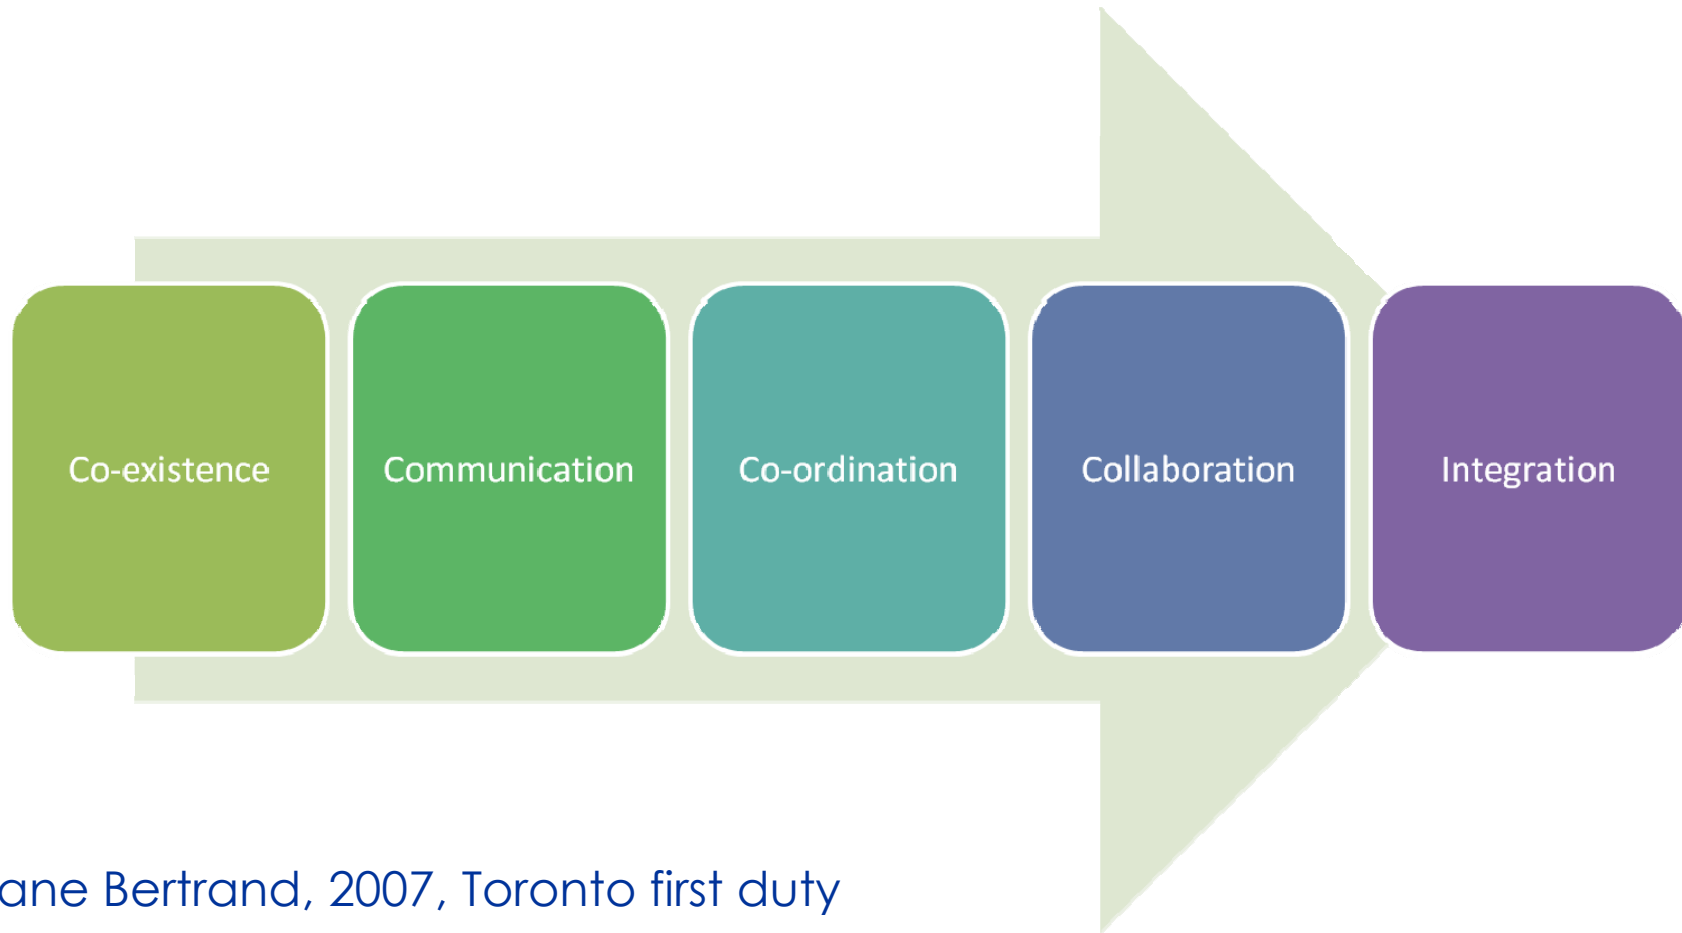 Co-existence
Communication
Co-ordination
Collaboration
Integration
ane Bertrand, 2007, Toronto first duty